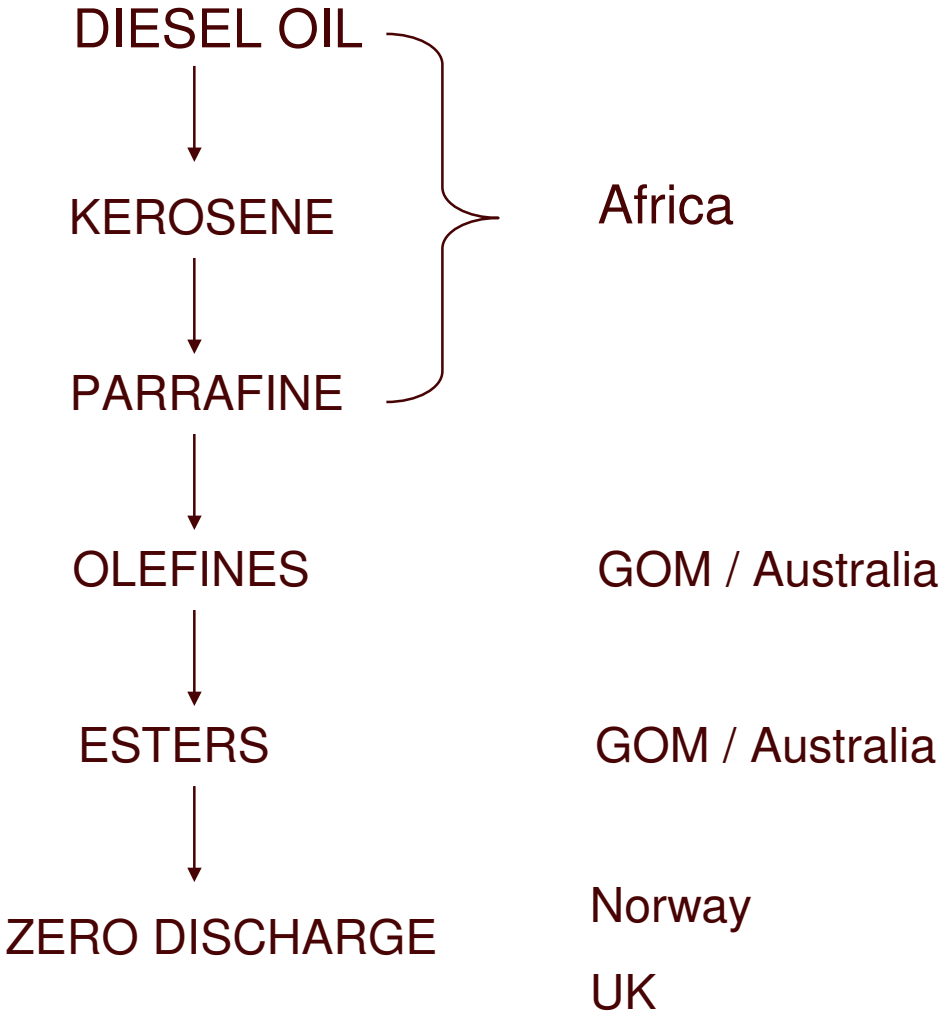 DIESEL OIL
KEROSENE
Africa
PARRAFINE
OLEFINES
GOM / Australia
ESTERS
GOM / Australia
ZERO DISCHARGE
Norway
UK